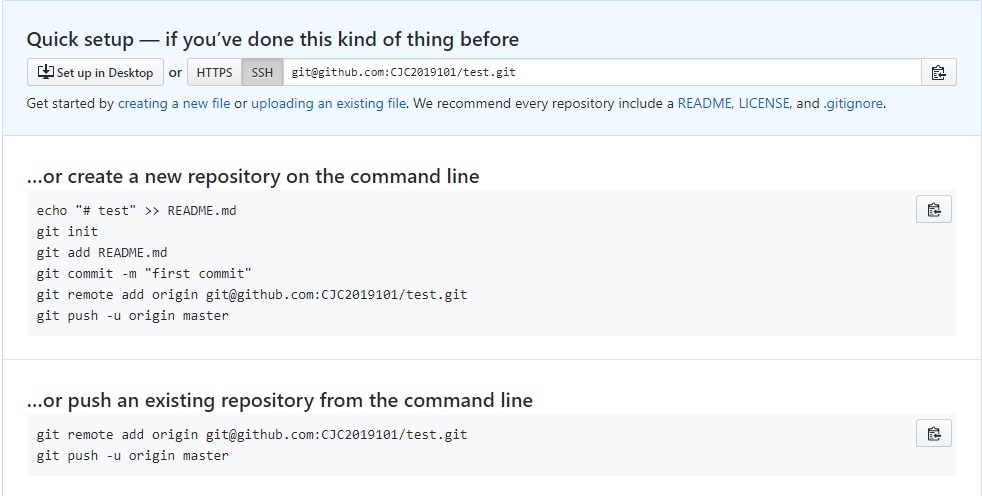 Quick setup — if you’ve done this kind of thing before
Set up in Desktop or HTTPS SSH git@github.com:CJC2019101/test.git
Get started by creating a new file or uploading an existing file. We recommend every repository include a README, LICENSE, and .gitignore.
…or create a new repository on the command line
echo "# test" >> README.md
git init
git add README.md
git commit -m "first commit"
git remote add origin git@github.com:CJC2019101/test.git
git push -u origin master
…or push an existing repository from the command line
git remote add origin git@github.com:CJC2019101/test.git
git push -u origin master